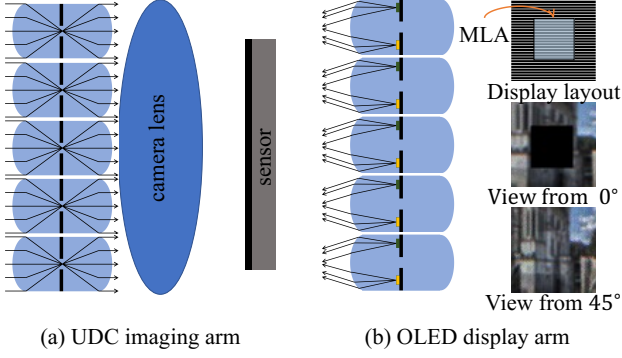 camera lens
sensor
MLA
Display layout
View from 0°
View from 45°
(a) UDC imaging arm
(b) OLED display arm